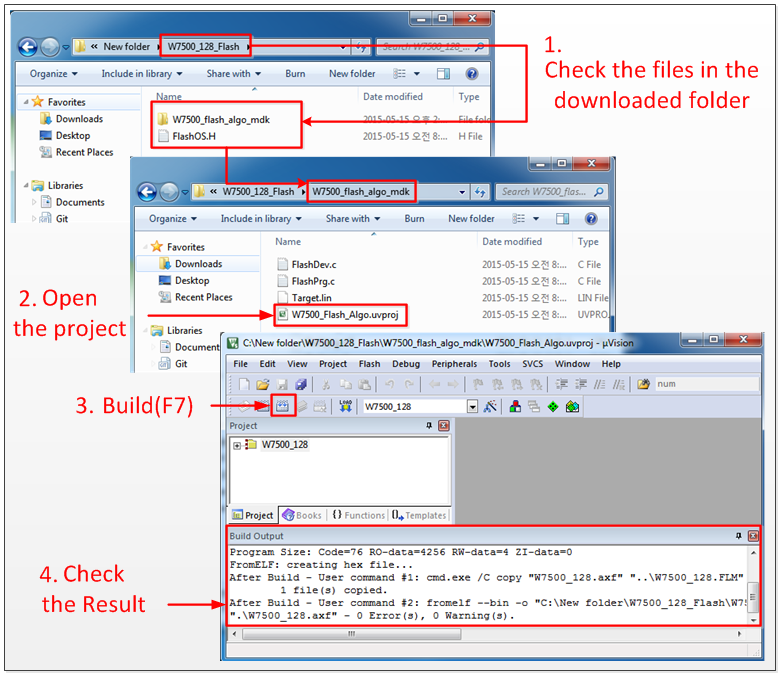 « New folder ▸ W7500_128_Flash ▸
Search W7500_128_...
1.
Check the files in the
downloaded folder
Organize ▾ Include in library ▾ Share with ▾ Burn New folder
Favorites
Downloads
Desktop
Recent Places
Libraries
Documents
Git
Name Date modified Type
W7500_flash_algo_mdk 2015-05-15 오후 2:... File fold
FlashOS.H 2015-05-15 오전 8:... H File
« W7500_128_Flash ▸ W7500_flash_algo_mdk
Search W7500_flas...
Organize ▾ Include in library ▾ Share with ▾ Burn New folder
Favorites
Downloads
Desktop
Recent Places
Libraries
Document
Git
Name Date modified Type
FlashDev.c 2015-05-15 오전 8:... C File
FlashPrg.c 2015-05-15 오전 8:... C File
Target.lin 2015-05-15 오전 8:... LIN File
W7500_Flash_Algo.uvproj 2015-05-15 오전 8:... UVPRO.
2. Open
the project
C:\New folder\W7500_128_Flash\W7500_flash_algo_mdk\W7500_Flash_Algo.uvproj - µVision
File Edit View Project Flash Debug Peripherals Tools SVCS Window Help
num
3. Build(F7)
LOAD W7500_128
Project
W7500_128
Project Books {} Functions Templates
Build Output
Program Size: Code=76 RO-data=4256 RW-data=4 ZI-data=0
FromELF: creating hex file...
After Build - User command #1: cmd.exe /C copy "W7500_128.axf" "..\W7500_128.FLM"
1 file(s) copied.
After Build - User command #2: fromelf --bin -o "C:\New folder\W7500_128_Flash\W75
".\W7500_128.axf" - 0 Error(s), 0 Warning(s).
4. Check
the Result